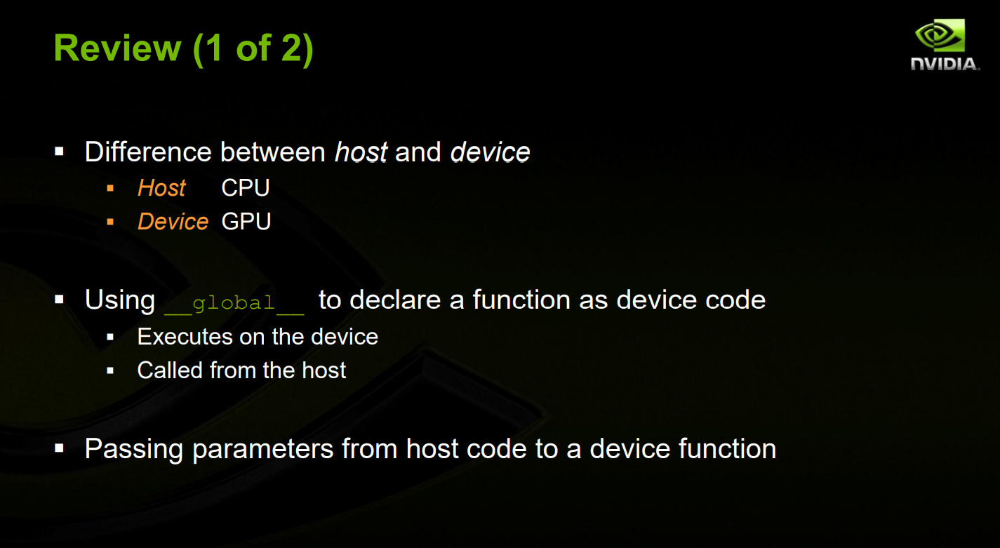 Review (1 of 2)
NVIDIA.
Difference between host and device
Host CPU
Device GPU
Using __global__ to declare a function as device code
Executes on the device
Called from the host
Passing parameters from host code to a device function